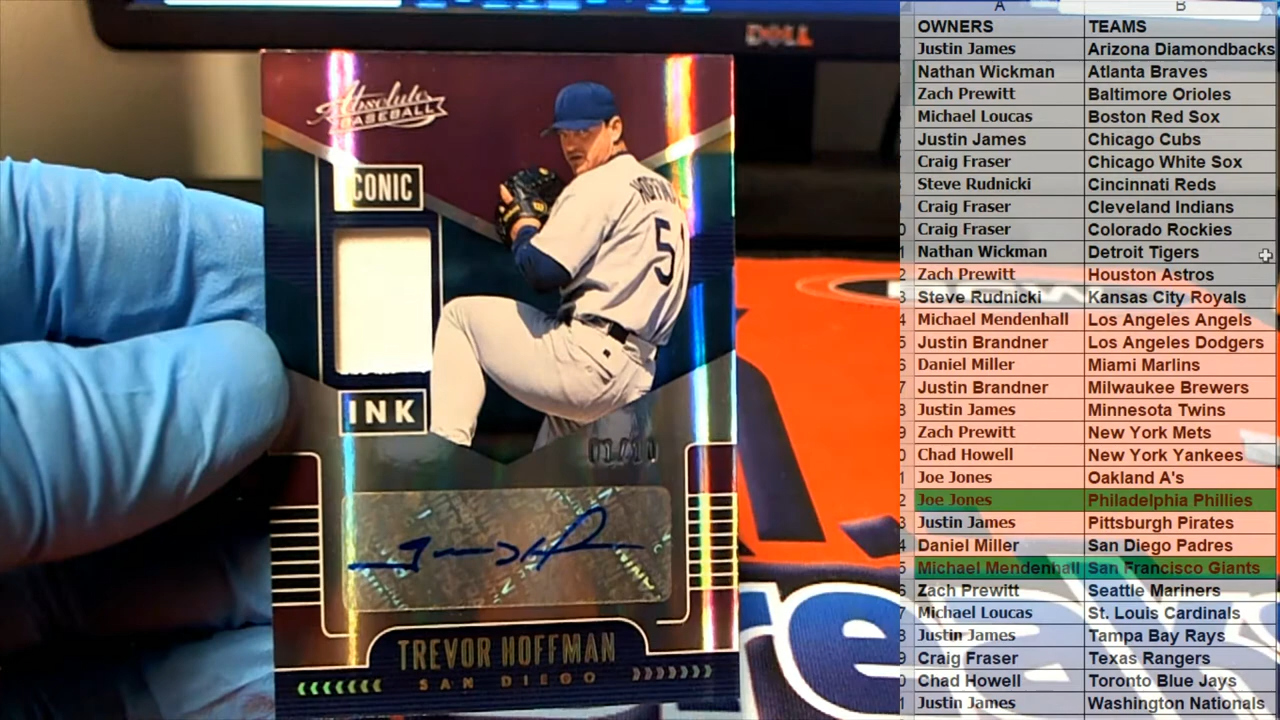 DELL
Absolute
BASEBALL
ICONIC
INK
HOFFMAN
51
01/10
TREVOR HOFFMAN
SAN DIEGO
A B
OWNERS TEAMS
Justin James Arizona Diamondbacks
Nathan Wickman Atlanta Braves
Zach Prewitt Baltimore Orioles
Michael Loucas Boston Red Sox
Justin James Chicago Cubs
Craig Fraser Chicago White Sox
Steve Rudnicki Cincinnati Reds
Craig Fraser Cleveland Indians
Craig Fraser Colorado Rockies
Nathan Wickman Detroit Tigers
Zach Prewitt Houston Astros
Steve Rudnicki Kansas City Royals
Michael Mendenhall Los Angeles Angels
Justin Brandner Los Angeles Dodgers
Daniel Miller Miami Marlins
Justin Brandner Milwaukee Brewers
Justin James Minnesota Twins
Zach Prewitt New York Mets
Chad Howell New York Yankees
Joe Jones Oakland A's
Joe Jones Philadelphia Phillies
Justin James Pittsburgh Pirates
Daniel Miller San Diego Padres
Michael Mendenhall San Francisco Giants
Zach Prewitt Seattle Mariners
Michael Loucas St. Louis Cardinals
Justin James Tampa Bay Rays
Craig Fraser Texas Rangers
Chad Howell Toronto Blue Jays
Justin James Washington Nationals